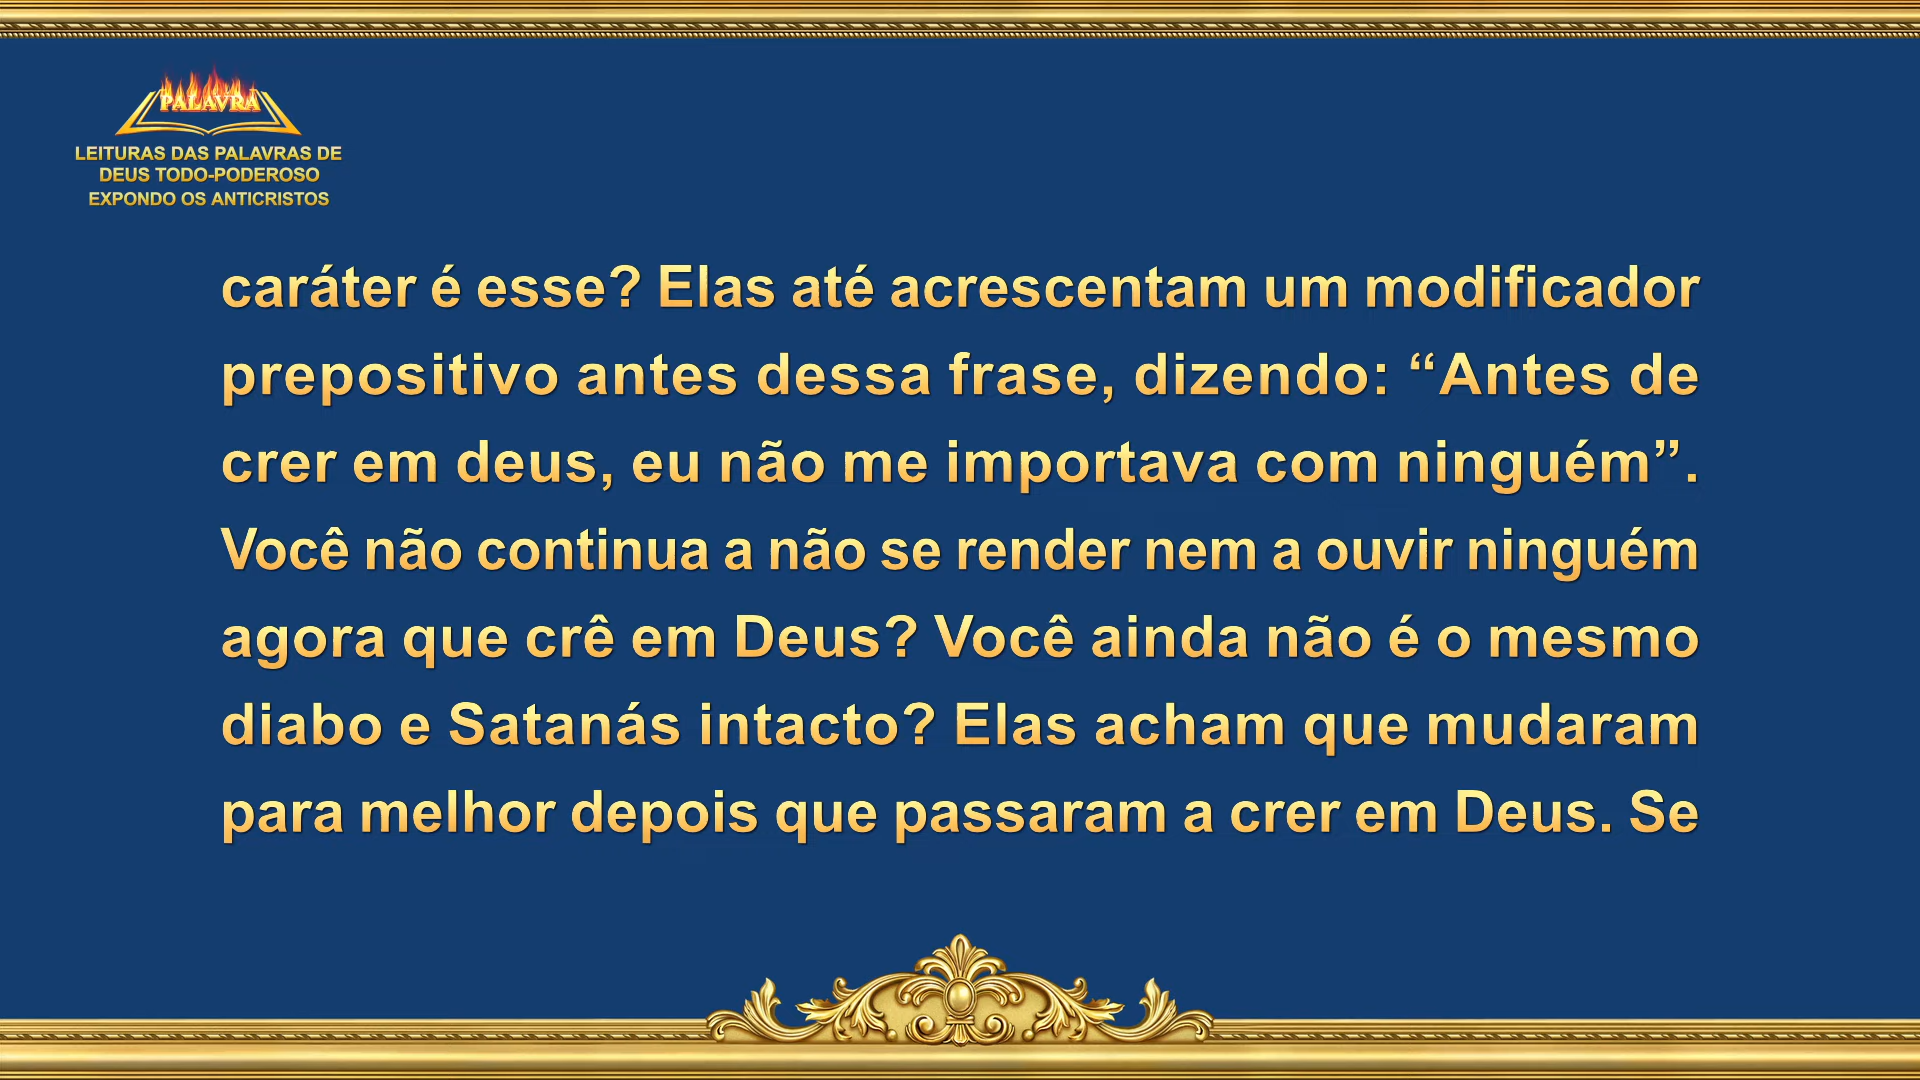 PALAVRA
LEITURAS DAS PALAVRAS DE
DEUS TODO-PODEROSO
EXPONDO OS ANTICRISTOS
caráter é esse? Elas até acrescentam um modificador
prepositivo antes dessa frase, dizendo: “Antes de
crer em deus, eu não me importava com ninguém”.
Você não continua a não se render nem a ouvir ninguém
agora que crê em Deus? Você ainda não é o mesmo
diabo e Satanás intacto? Elas acham que mudaram
para melhor depois que passaram a crer em Deus. Se